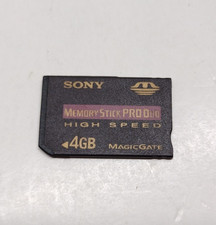 SONY
MEMORY STICK PRO DUO
HIGH SPEED
4GB
MAGICGATE